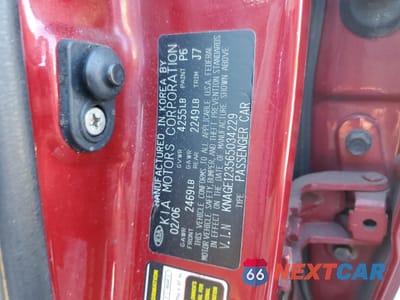 MANUFACTURED IN KOREA BY
KIA MOTORS CORPORATION
02/06 GVWR 4255LB PAINT P6
GAWR FRONT 2469LB GAWR REAR 2249LB TRIM J7
THIS VEHICLE CONFORMS TO ALL APPLICABLE U.S.A. FEDERAL
MOTOR VEHICLE SAFETY, BUMPER, AND THEFT PREVENTION STANDARDS
IN EFFECT ON THE DATE OF MANUFACTURE SHOWN ABOVE
V.I.N KNAGE123565034229
TYPE: PASSENGER CAR
KIA
66 NEXTCAR